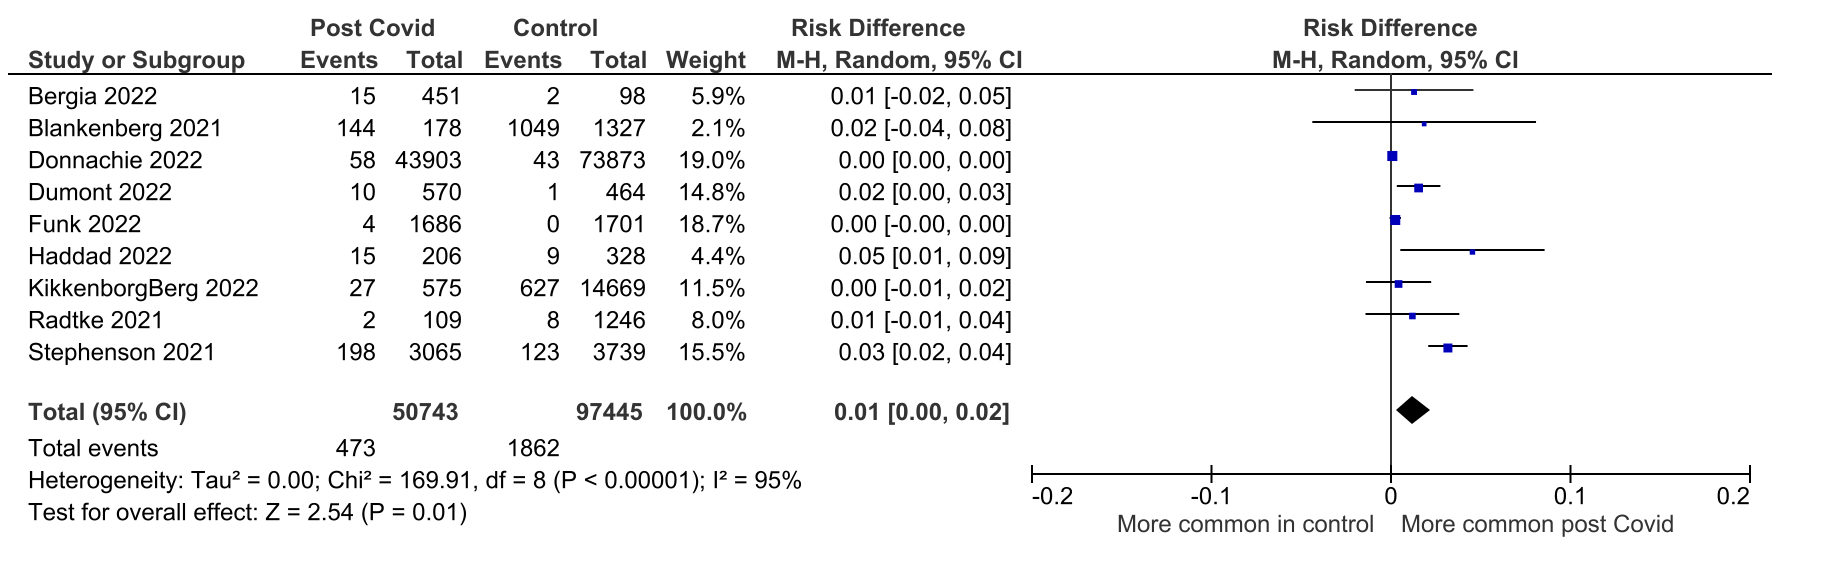 Post Covid Control Risk Difference Risk Difference
Study or Subgroup Events Total Events Total Weight M-H, Random, 95% CI M-H, Random, 95% CI
Bergia 2022 15 451 2 98 5.9% 0.01 [-0.02, 0.05]
Blankenberg 2021 144 178 1049 1327 2.1% 0.02 [-0.04, 0.08]
Donnachie 2022 58 43903 43 73873 19.0% 0.00 [0.00, 0.00]
Dumont 2022 10 570 1 464 14.8% 0.02 [0.00, 0.03]
Funk 2022 4 1686 0 1701 18.7% 0.00 [-0.00, 0.00]
Haddad 2022 15 206 9 328 4.4% 0.05 [0.01, 0.09]
KikkenborgBerg 2022 27 575 627 14669 11.5% 0.00 [-0.01, 0.02]
Radtke 2021 2 109 8 1246 8.0% 0.01 [-0.01, 0.04]
Stephenson 2021 198 3065 123 3739 15.5% 0.03 [0.02, 0.04]
Total (95% CI) 50743 97445 100.0% 0.01 [0.00, 0.02]
Total events 473 1862
Heterogeneity: Tau² = 0.00; Chi² = 169.91, df = 8 (P < 0.00001); I² = 95%
Test for overall effect: Z = 2.54 (P = 0.01)
-0.2 -0.1 0 0.1 0.2
More common in control More common post Covid